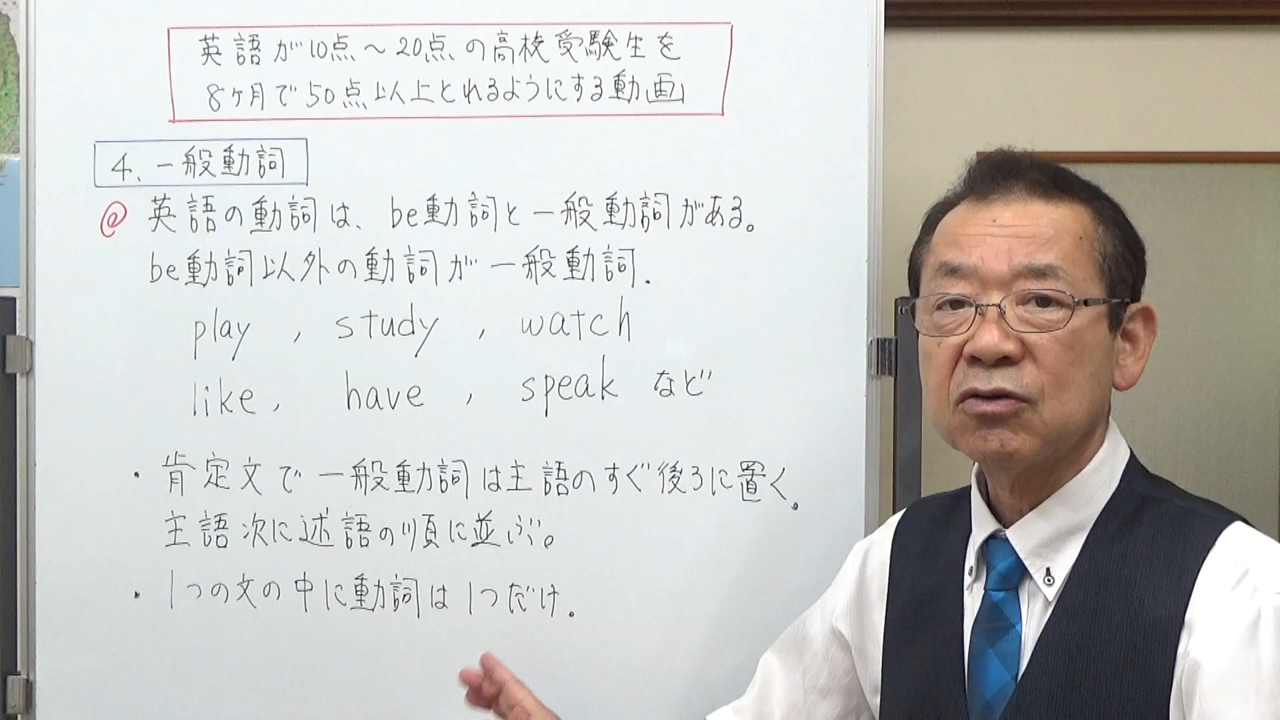 英語が10点～20点の高校受験生を
8ヶ月で50点以上とれるようにする動画
4、一般動詞
@ 英語の動詞は、be動詞と一般動詞がある。
be動詞以外の動詞が一般動詞.
play , study , watch
like, have , speak など
・肯定文で一般動詞は主語のすぐ後ろに置く。
主語次に述語の順に並ぶ。
・1つの文の中に動詞は1つだけ.